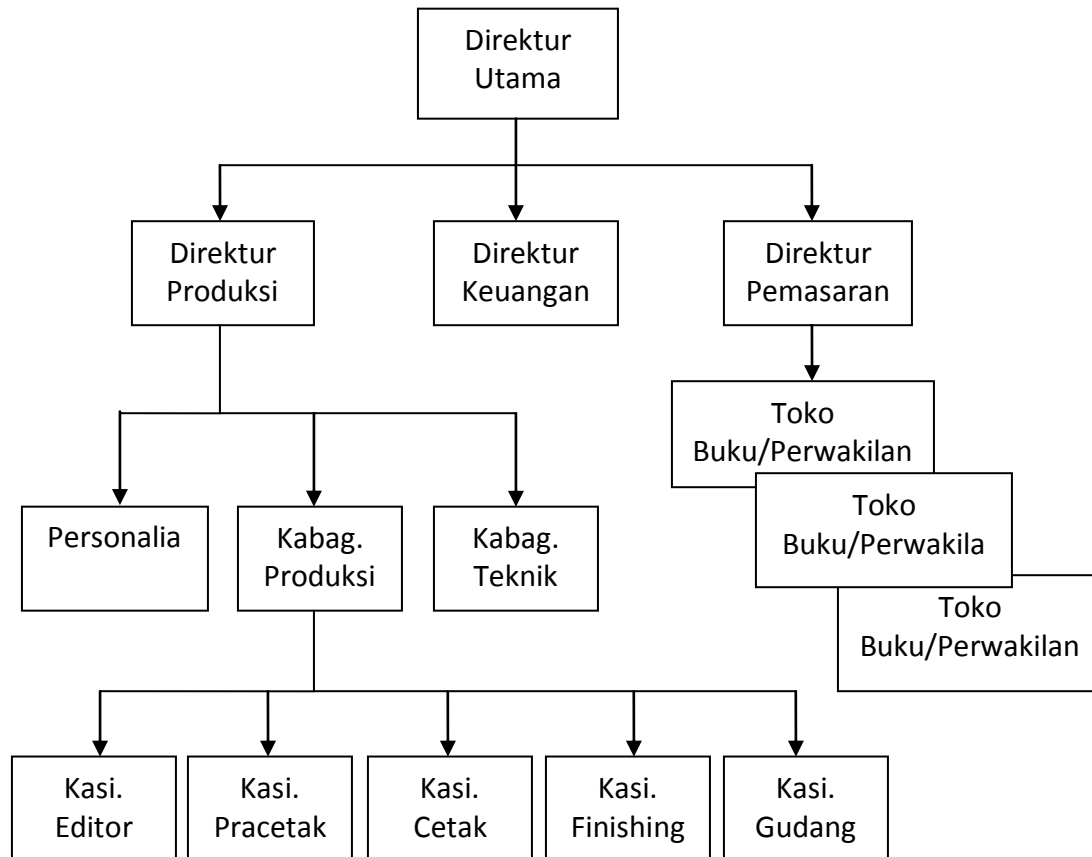 Direktur
Utama
Direktur
Produksi
Direktur
Keuangan
Direktur
Pemasaran
Toko
Buku/Perwakilan
Toko
Buku/Perwakila
Toko
Buku/Perwakilan
Personalia
Kabag.
Produksi
Kabag.
Teknik
Kasi.
Editor
Kasi.
Pracetak
Kasi.
Cetak
Kasi.
Finishing
Kasi.
Gudang